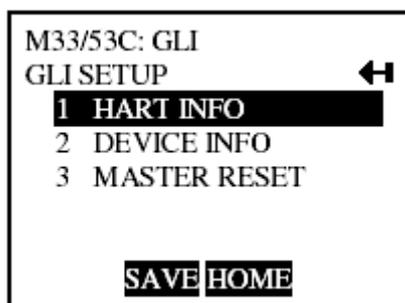 M33/53C: GLI
GLI SETUP
1 HART INFO
2 DEVICE INFO
3 MASTER RESET
SAVE HOME